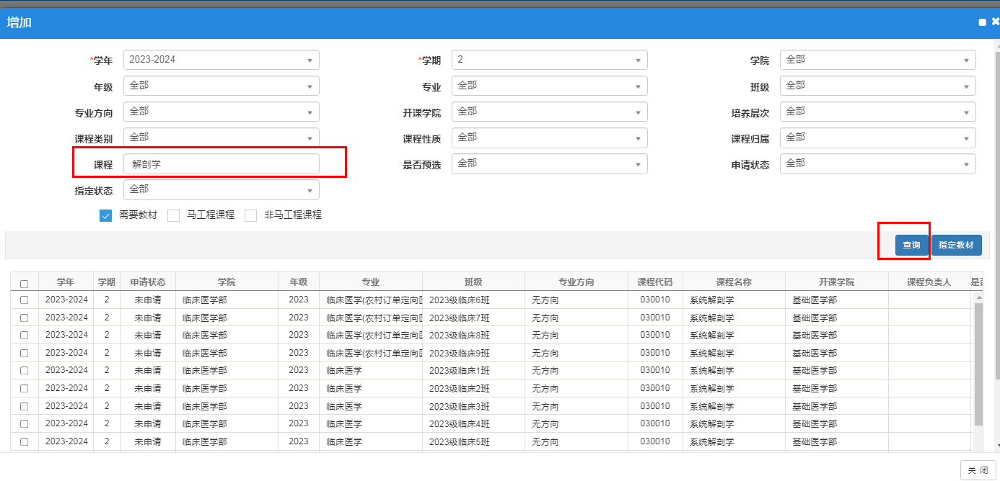 增加
*学年 2023-2024 *学期 2 学院 全部
年级 全部 专业 全部 班级 全部
专业方向 全部 开课学院 全部 培养层次 全部
课程类别 全部 课程性质 全部 课程归属 全部
课程 解剖学 是否预选 全部 申请状态 全部
指定状态 全部
需要教材 马工程课程 非马工程课程
查询 指定教材
学年 学期 申请状态 学院 年级 专业 班级 专业方向 课程代码 课程名称 开课学院 课程负责人 是否
2023-2024 2 未申请 临床医学部 2023 临床医学(农村订单定向医 2023级临床6班 无方向 030010 系统解剖学 基础医学部
2023-2024 2 未申请 临床医学部 2023 临床医学(农村订单定向医 2023级临床7班 无方向 030010 系统解剖学 基础医学部
2023-2024 2 未申请 临床医学部 2023 临床医学(农村订单定向医 2023级临床8班 无方向 030010 系统解剖学 基础医学部
2023-2024 2 未申请 临床医学部 2023 临床医学(农村订单定向医 2023级临床9班 无方向 030010 系统解剖学 基础医学部
2023-2024 2 未申请 临床医学部 2023 临床医学 2023级临床1班 无方向 030010 系统解剖学 基础医学部
2023-2024 2 未申请 临床医学部 2023 临床医学 2023级临床2班 无方向 030010 系统解剖学 基础医学部
2023-2024 2 未申请 临床医学部 2023 临床医学 2023级临床3班 无方向 030010 系统解剖学 基础医学部
2023-2024 2 未申请 临床医学部 2023 临床医学 2023级临床4班 无方向 030010 系统解剖学 基础医学部
2023-2024 2 未申请 临床医学部 2023 临床医学 2023级临床5班 无方向 030010 系统解剖学 基础医学部
关 闭